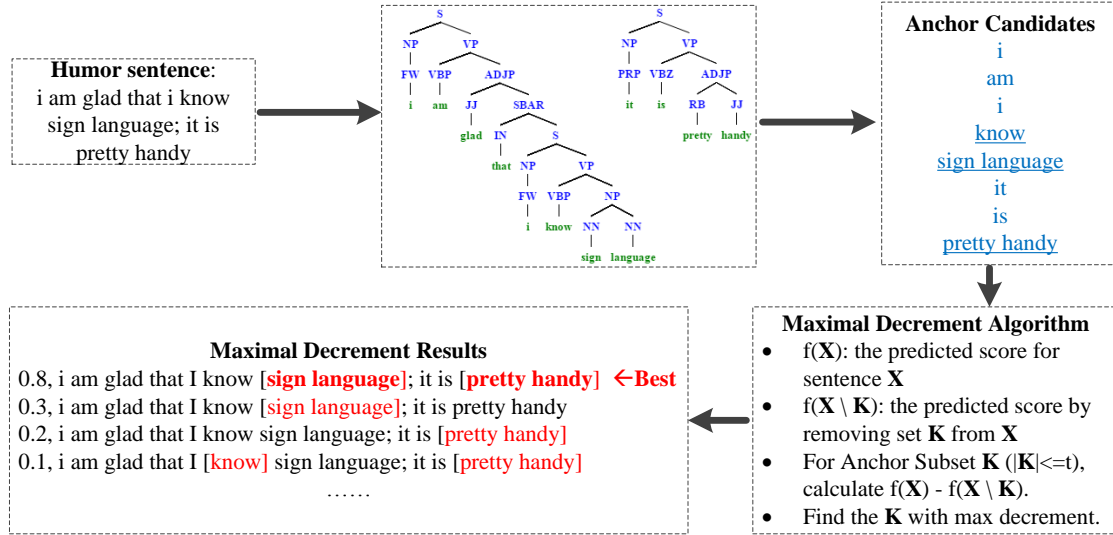 Humor sentence:
i am glad that i know
sign language; it is
pretty handy
S
NP VP
FW VBP ADJP
i am JJ SBAR
glad IN S
that NP VP
FW VBP NP
i know NN NN
sign language
S
NP VP
PRP VBZ ADJP
it is RB JJ
pretty handy
Anchor Candidates
i
am
i
know
sign language
it
is
pretty handy
Maximal Decrement Algorithm
• f(X): the predicted score for
sentence X
• f(X \ K): the predicted score by
removing set K from X
• For Anchor Subset K (|K|<=t),
calculate f(X) - f(X \ K).
• Find the K with max decrement.
Maximal Decrement Results
0.8, i am glad that I know [sign language]; it is [pretty handy] ←Best
0.3, i am glad that I know [sign language]; it is pretty handy
0.2, i am glad that I know sign language; it is [pretty handy]
0.1, i am glad that I [know] sign language; it is [pretty handy]
……